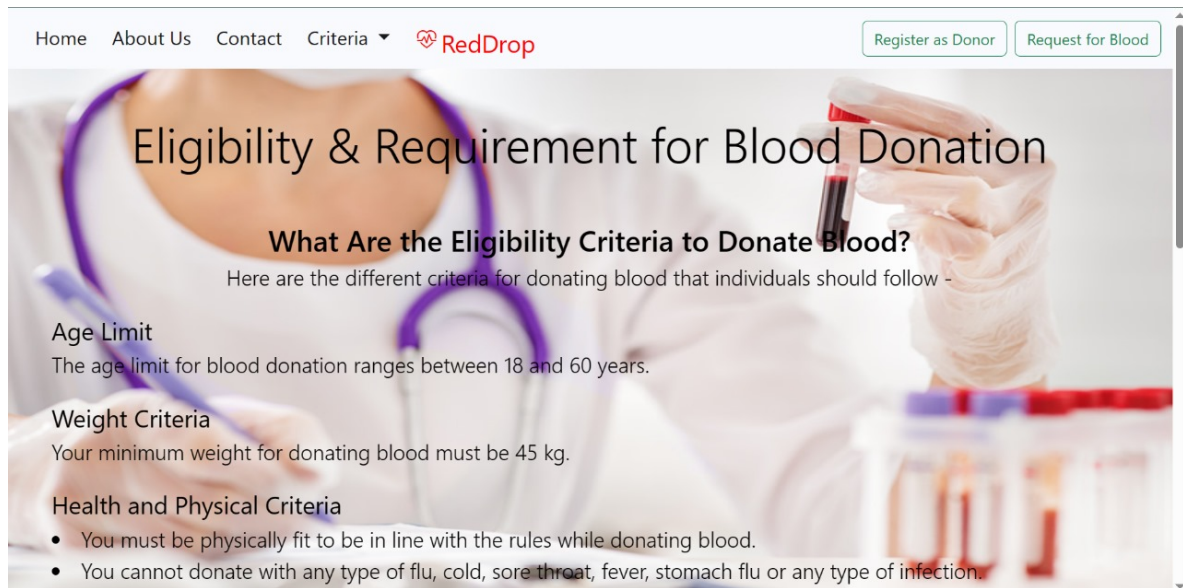 Home About Us Contact Criteria RedDrop Register as Donor Request for Blood
Eligibility & Requirement for Blood Donation
What Are the Eligibility Criteria to Donate Blood?
Here are the different criteria for donating blood that individuals should follow -
Age Limit
The age limit for blood donation ranges between 18 and 60 years.
Weight Criteria
Your minimum weight for donating blood must be 45 kg.
Health and Physical Criteria
• You must be physically fit to be in line with the rules while donating blood.
• You cannot donate with any type of flu, cold, sore throat, fever, stomach flu or any type of infection.